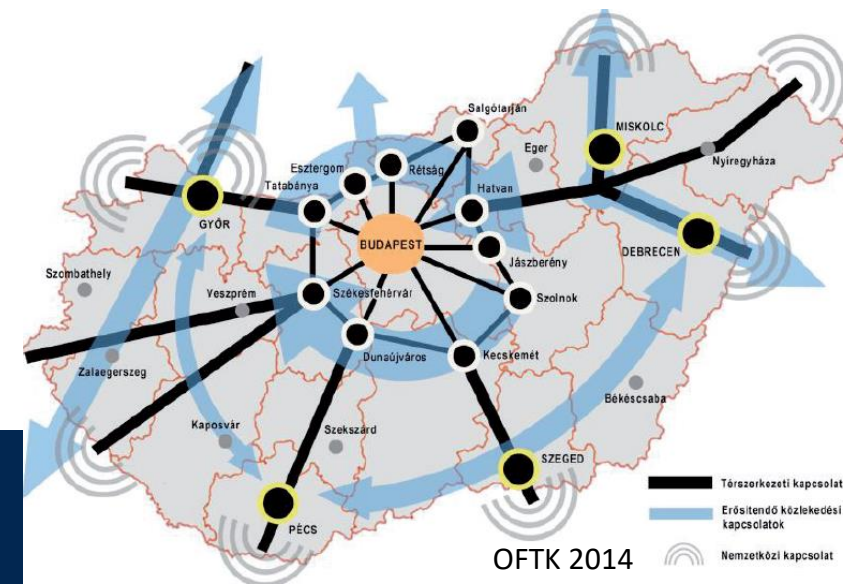 Salgótarján
MISKOLC
Eger
Nyíregyháza
Esztergom
Rétság
Tatabánya
Hatvan
GYŐR
BUDAPEST
DEBRECEN
Jászberény
Szombathely
Veszprém
Székesfehérvár
Szolnok
Dunaújváros
Kecskemét
Zalaegerszeg
Békéscsaba
Kaposvár
Szekszárd
SZEGED
PÉCS
Térszorkezeti kapcsolat
Erősítendő közlekedési
kapcsolatok
Nemzetközi kapcsolat
OFTK 2014